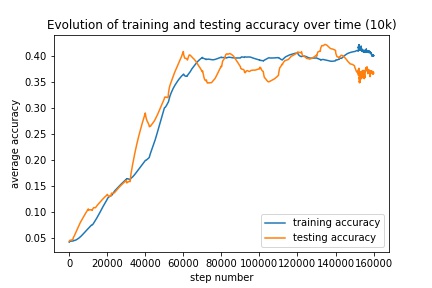 Evolution of training and testing accuracy over time (10k)
0.40
0.35
0.30
0.25
0.20
0.15
0.10
0.05
average accuracy
training accuracy
testing accuracy
0 20000 40000 60000 80000 100000 120000 140000 160000
step number